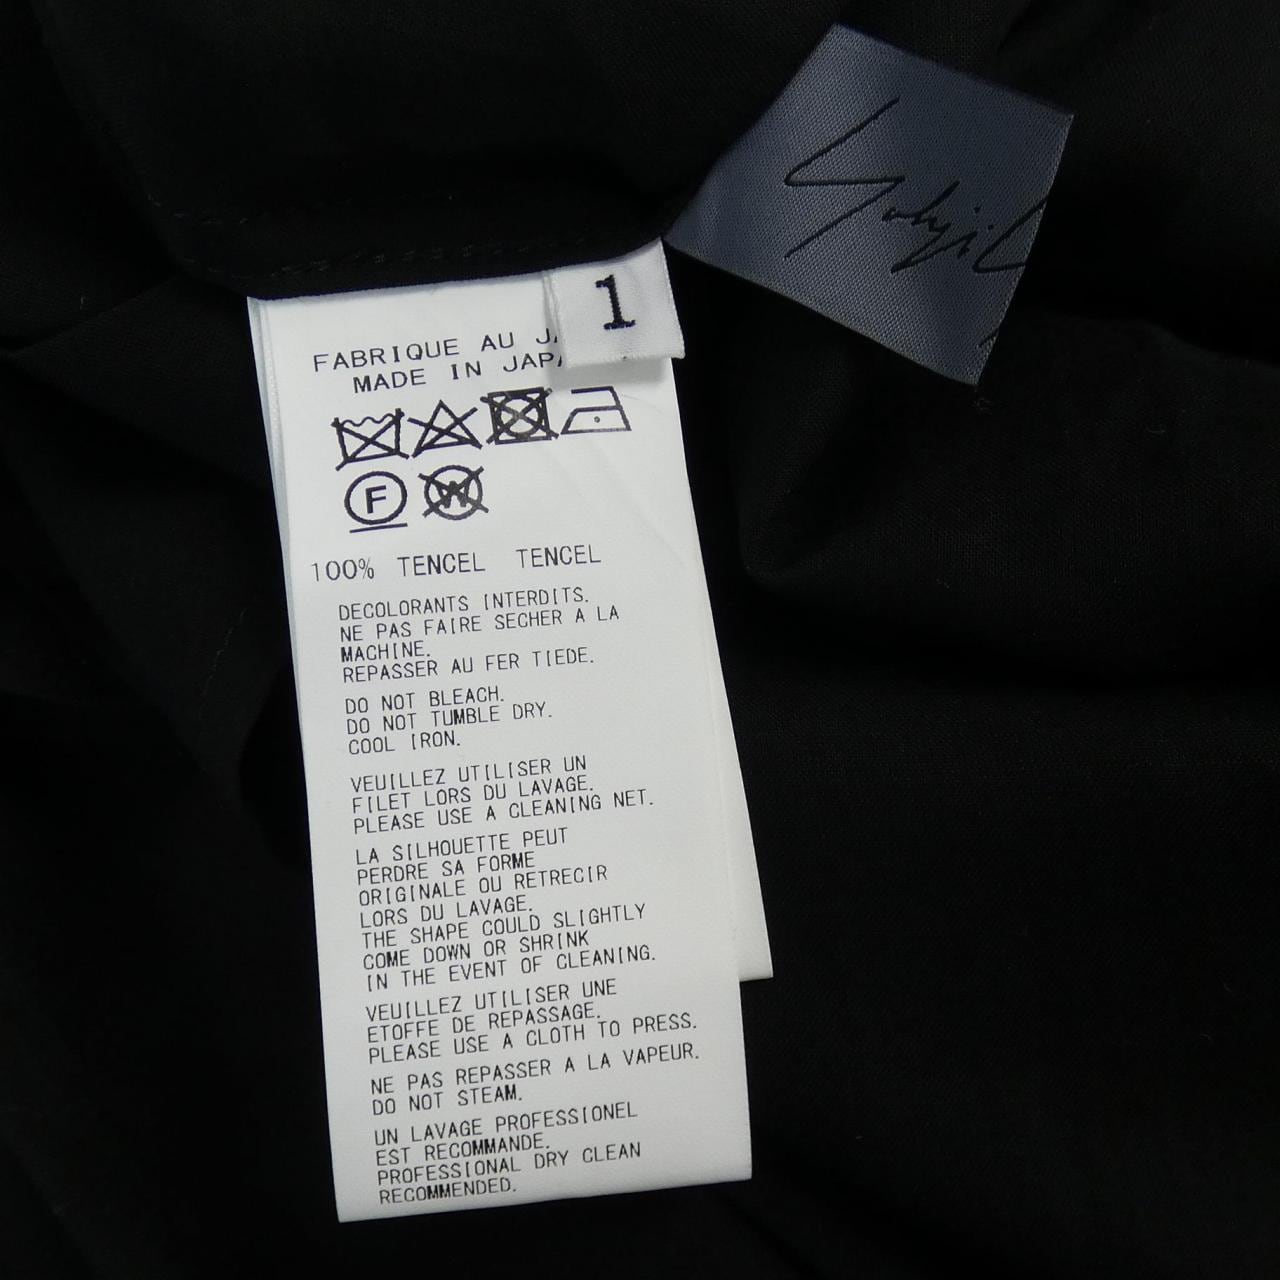 Yohji
1
FABRIQUE AU
MADE IN
F
W
100% TENCEL TENCEL
DECOLORANTS INTERDITS.
NE PAS FAIRE SECHER A LA
MACHINE.
REPASSER AU FER TIEDE.
DO NOT BLEACH.
DO NOT TUMBLE DRY.
COOL IRON.
VEUILLEZ UTILISER UN
FILET LORS DU LAVAGE.
PLEASE USE A CLEANING NET.
LA SILHOUETTE PEUT
PERDRE SA FORME
ORIGINALE OU RETRECIR
LORS DU LAVAGE.
THE SHAPE COULD SLIGHTLY
COME DOWN OR SHRINK
IN THE EVENT OF CLEANING.
VEUILLEZ UTILISER UNE
ETOFFE DE REPASSAGE.
PLEASE USE A CLOTH TO PRESS.
NE PAS REPASSER A LA VAPEUR.
DO NOT STEAM.
UN LAVAGE PROFESSIONEL
EST RECOMMANDE.
PROFESSIONAL DRY CLEAN
RECOMMENDED.